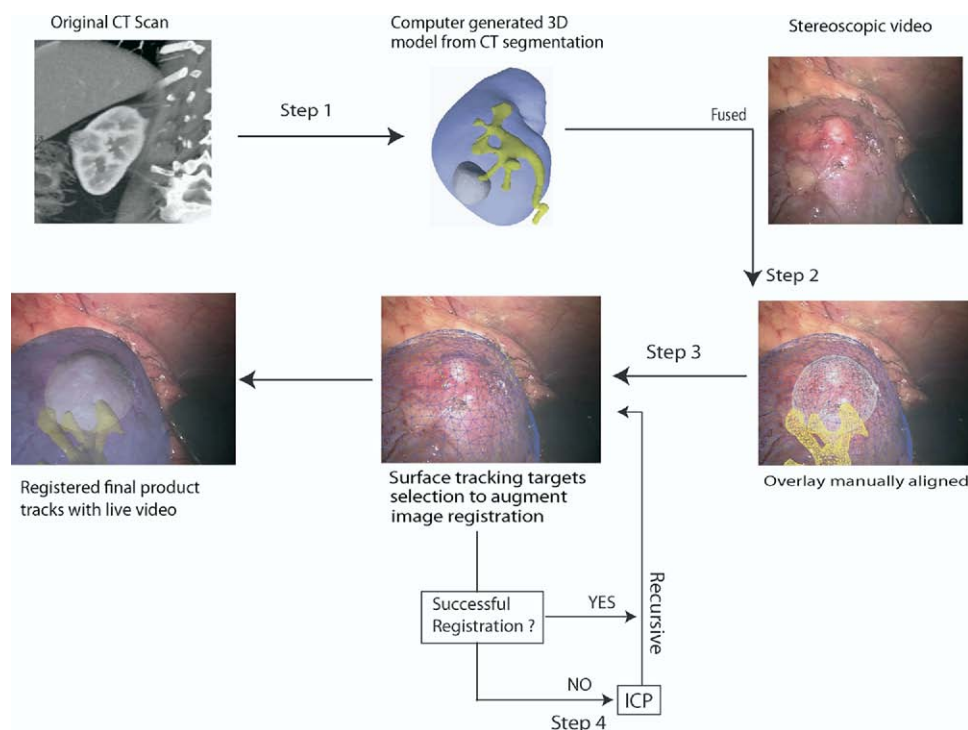 Original CT Scan
Computer generated 3D
model from CT segmentation
Stereoscopic video
Step 1
Fused
Step 2
Step 3
Registered final product
tracks with live video
Surface tracking targets
selection to augment
image registration
Overlay manually aligned
Successful
Registration ?
YES
Recursive
NO
ICP
Step 4